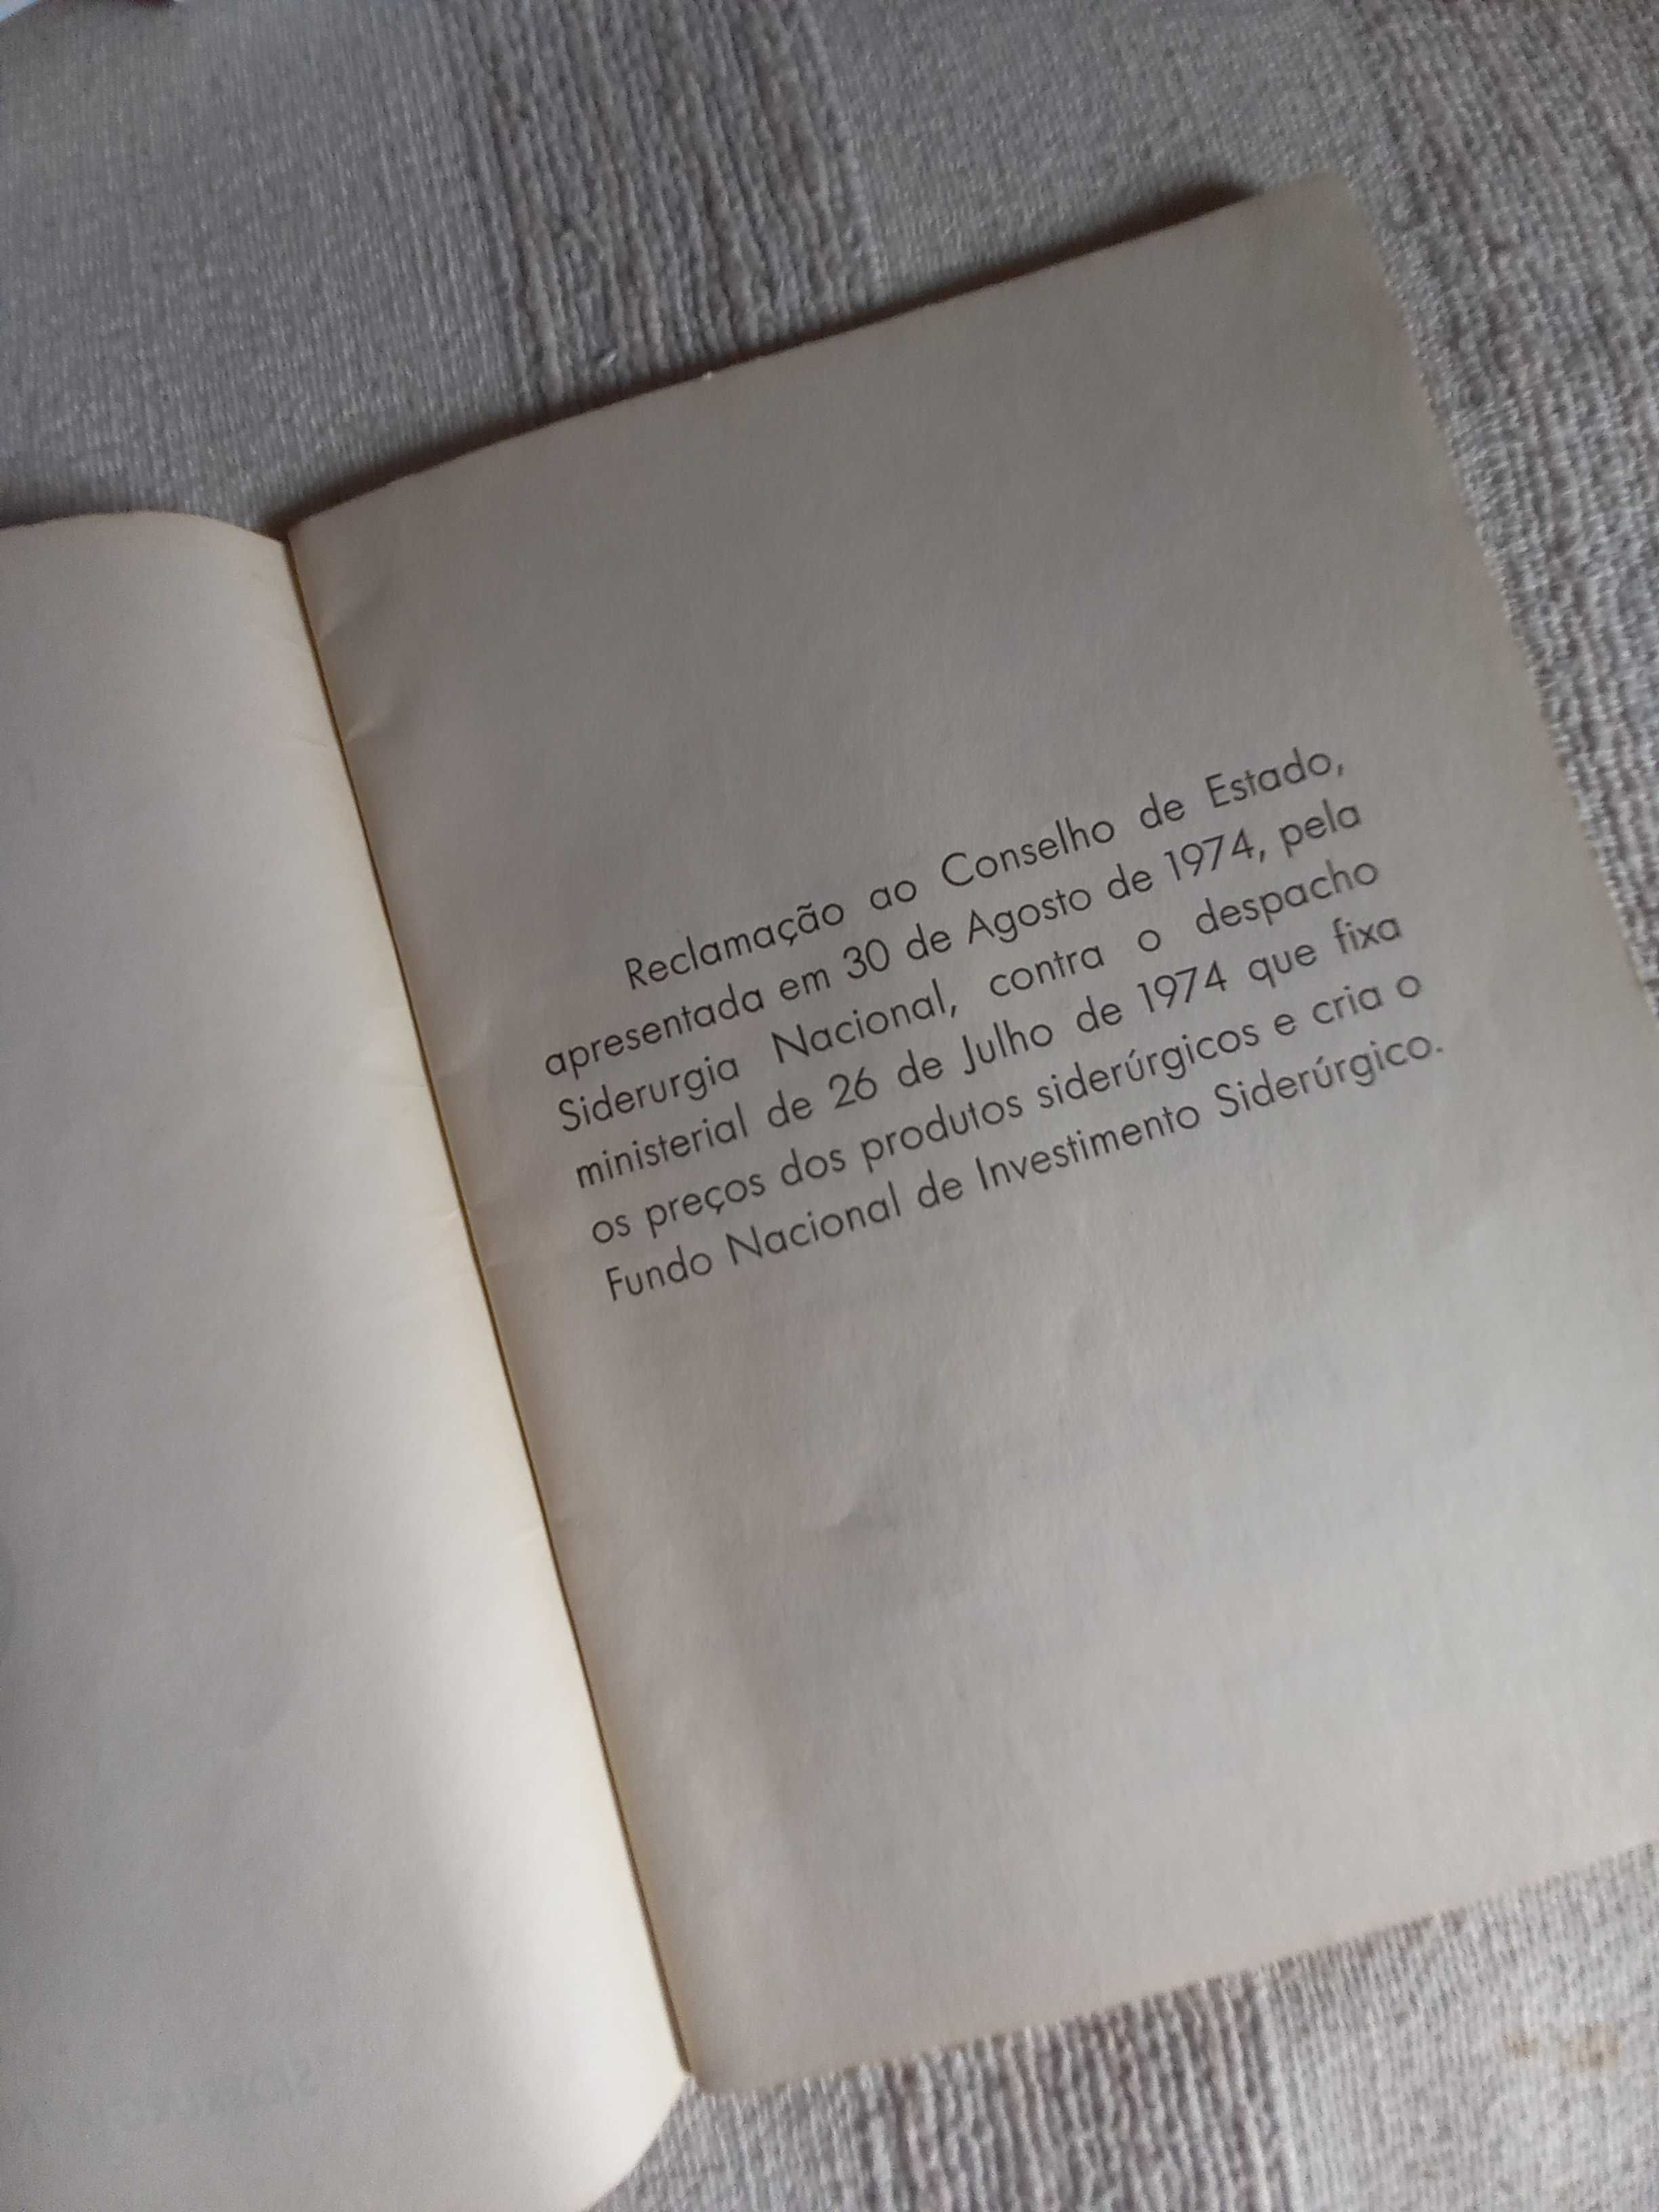 Reclamação ao Conselho de Estado,
apresentada em 30 de Agosto de 1974, pela
Siderurgia Nacional, contra o despacho
ministerial de 26 de Julho de 1974 que fixa
os preços dos produtos siderúrgicos e cria o
Fundo Nacional de Investimento Siderúrgico.